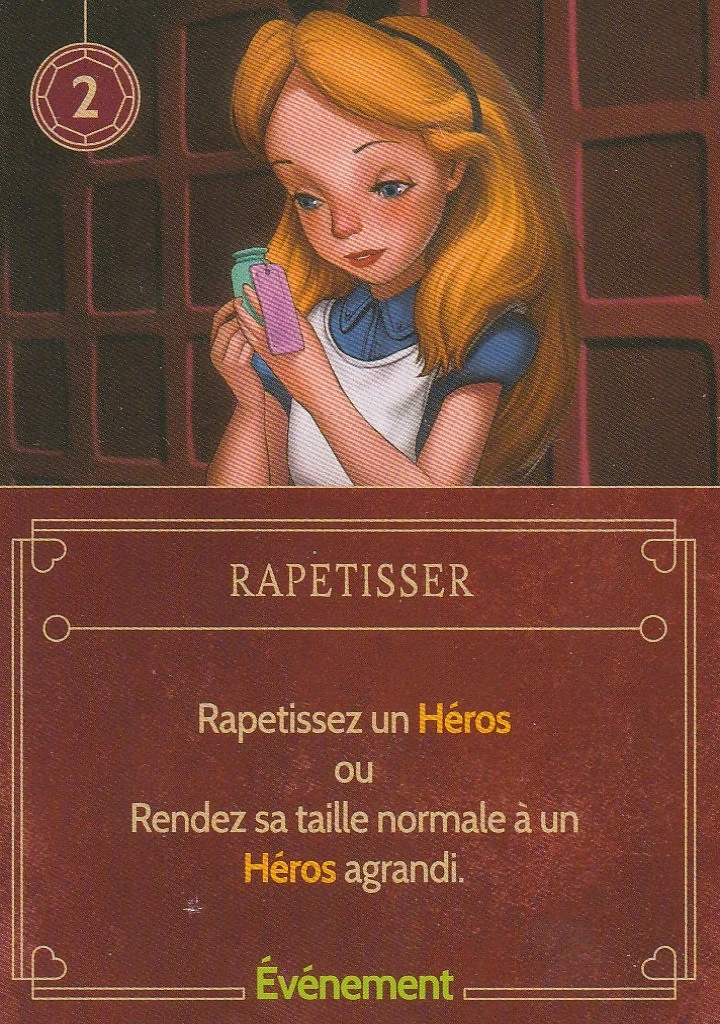 2
RAPETISSER
Rapetissez un Héros
ou
Rendez sa taille normale à un
Héros agrandi.
Événement